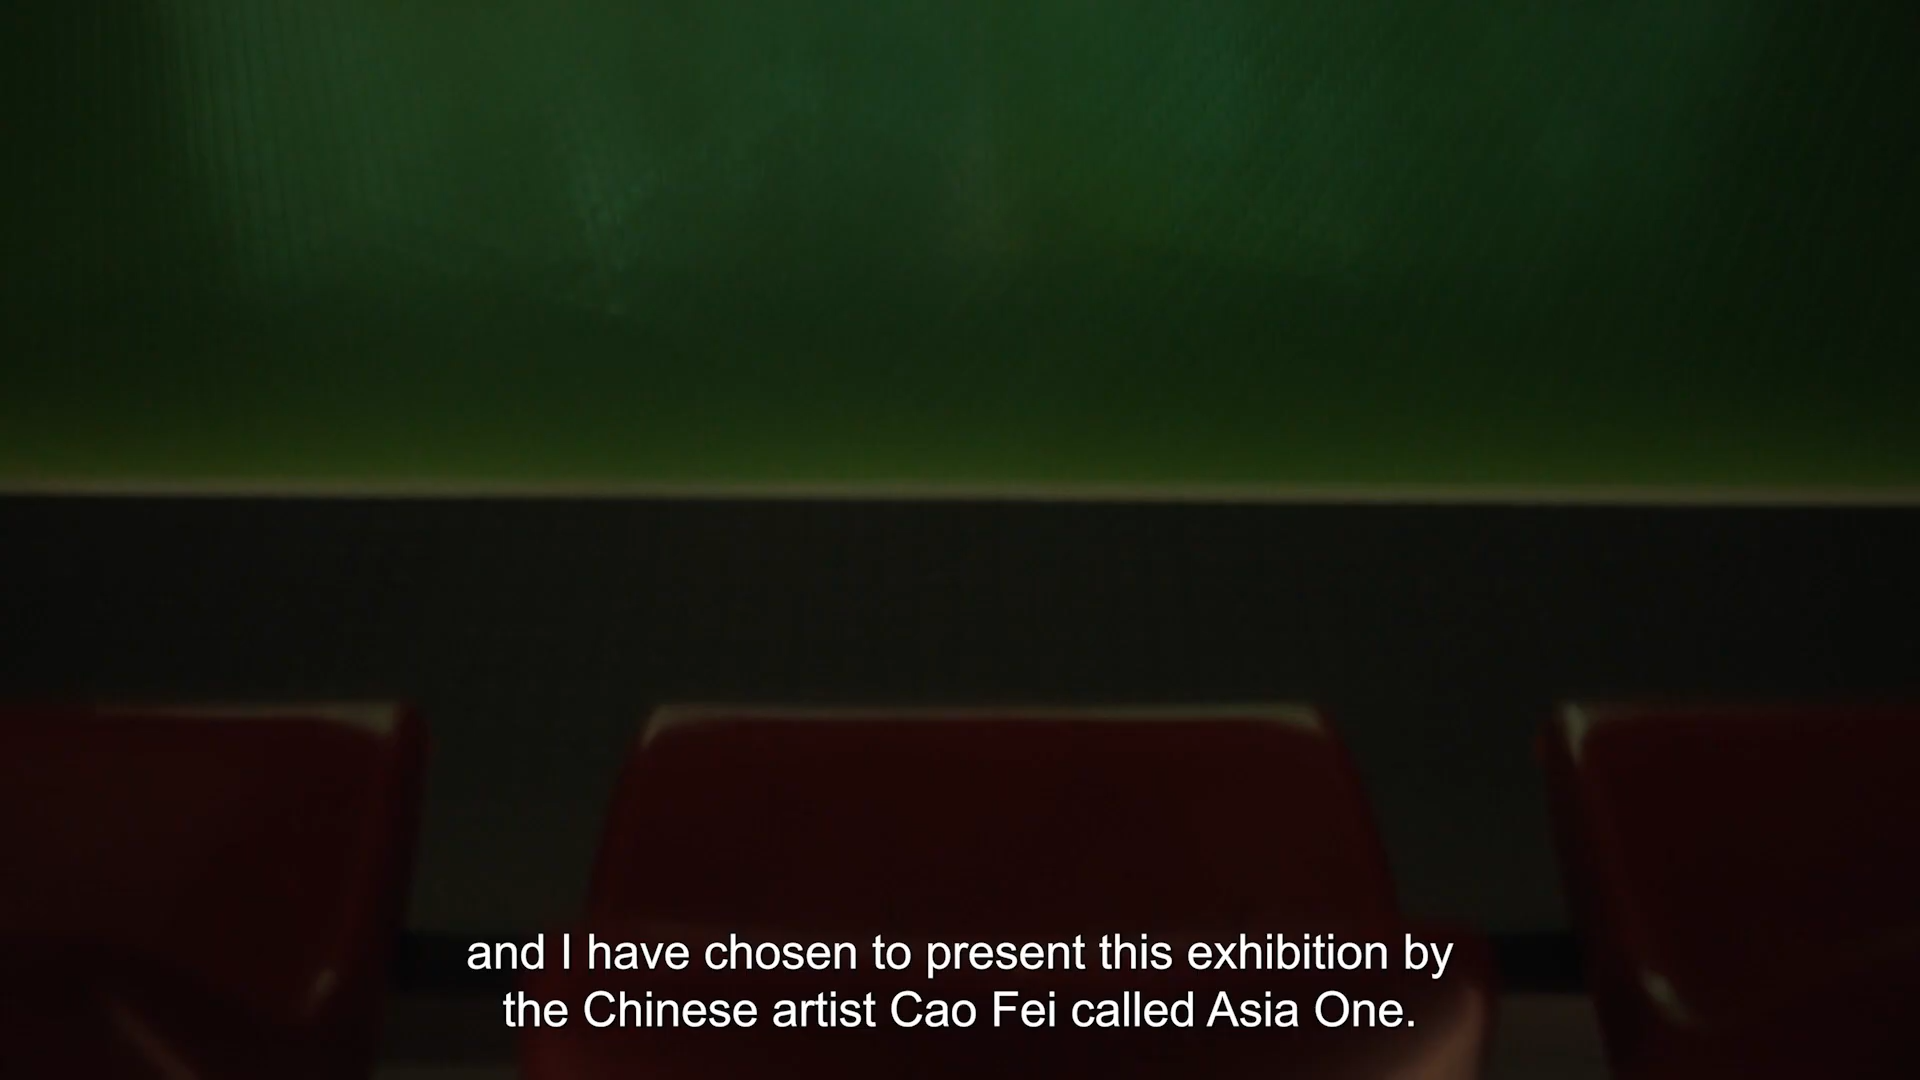 and I have chosen to present this exhibition by
the Chinese artist Cao Fei called Asia One.